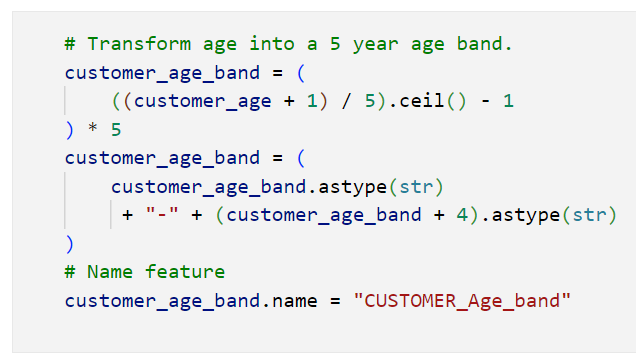 # Transform age into a 5 year age band.
customer_age_band = (
    ((customer_age + 1) / 5).ceil() - 1
) * 5
customer_age_band = (
    customer_age_band.astype(str)
    + "-" + (customer_age_band + 4).astype(str)
)
# Name feature
customer_age_band.name = "CUSTOMER_Age_band"